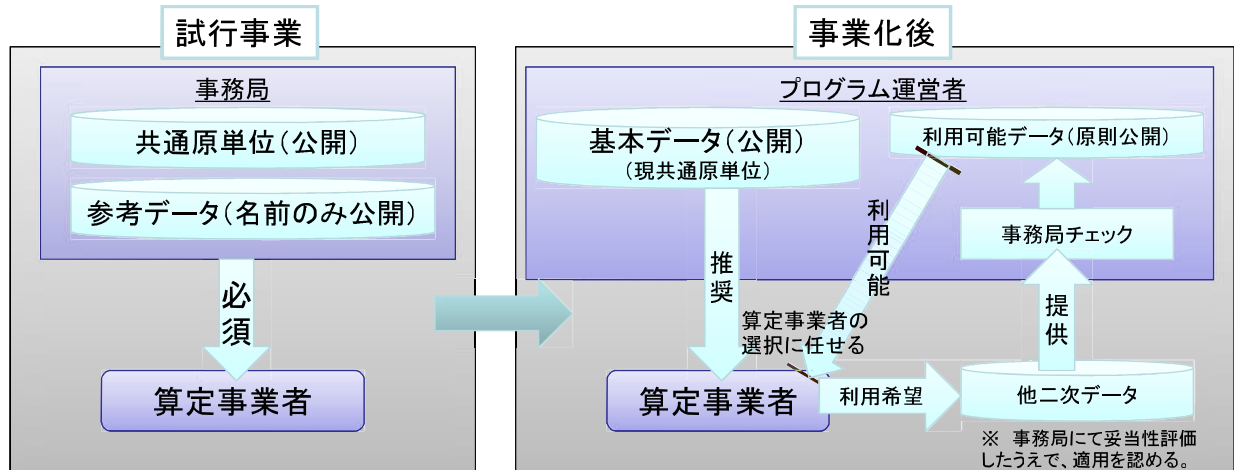 試行事業
事務局
共通原単位（公開）
参考データ（名前のみ公開）
必須
算定事業者
事業化後
プログラム運営者
基本データ（公開）
（現共通原単位）
利用可能データ（原則公開）
事務局チェック
推奨
利用可能
提供
算定事業者の
選択に任せる
算定事業者
利用希望
他二次データ
※　事務局にて妥当性評価
したうえで、適用を認める。